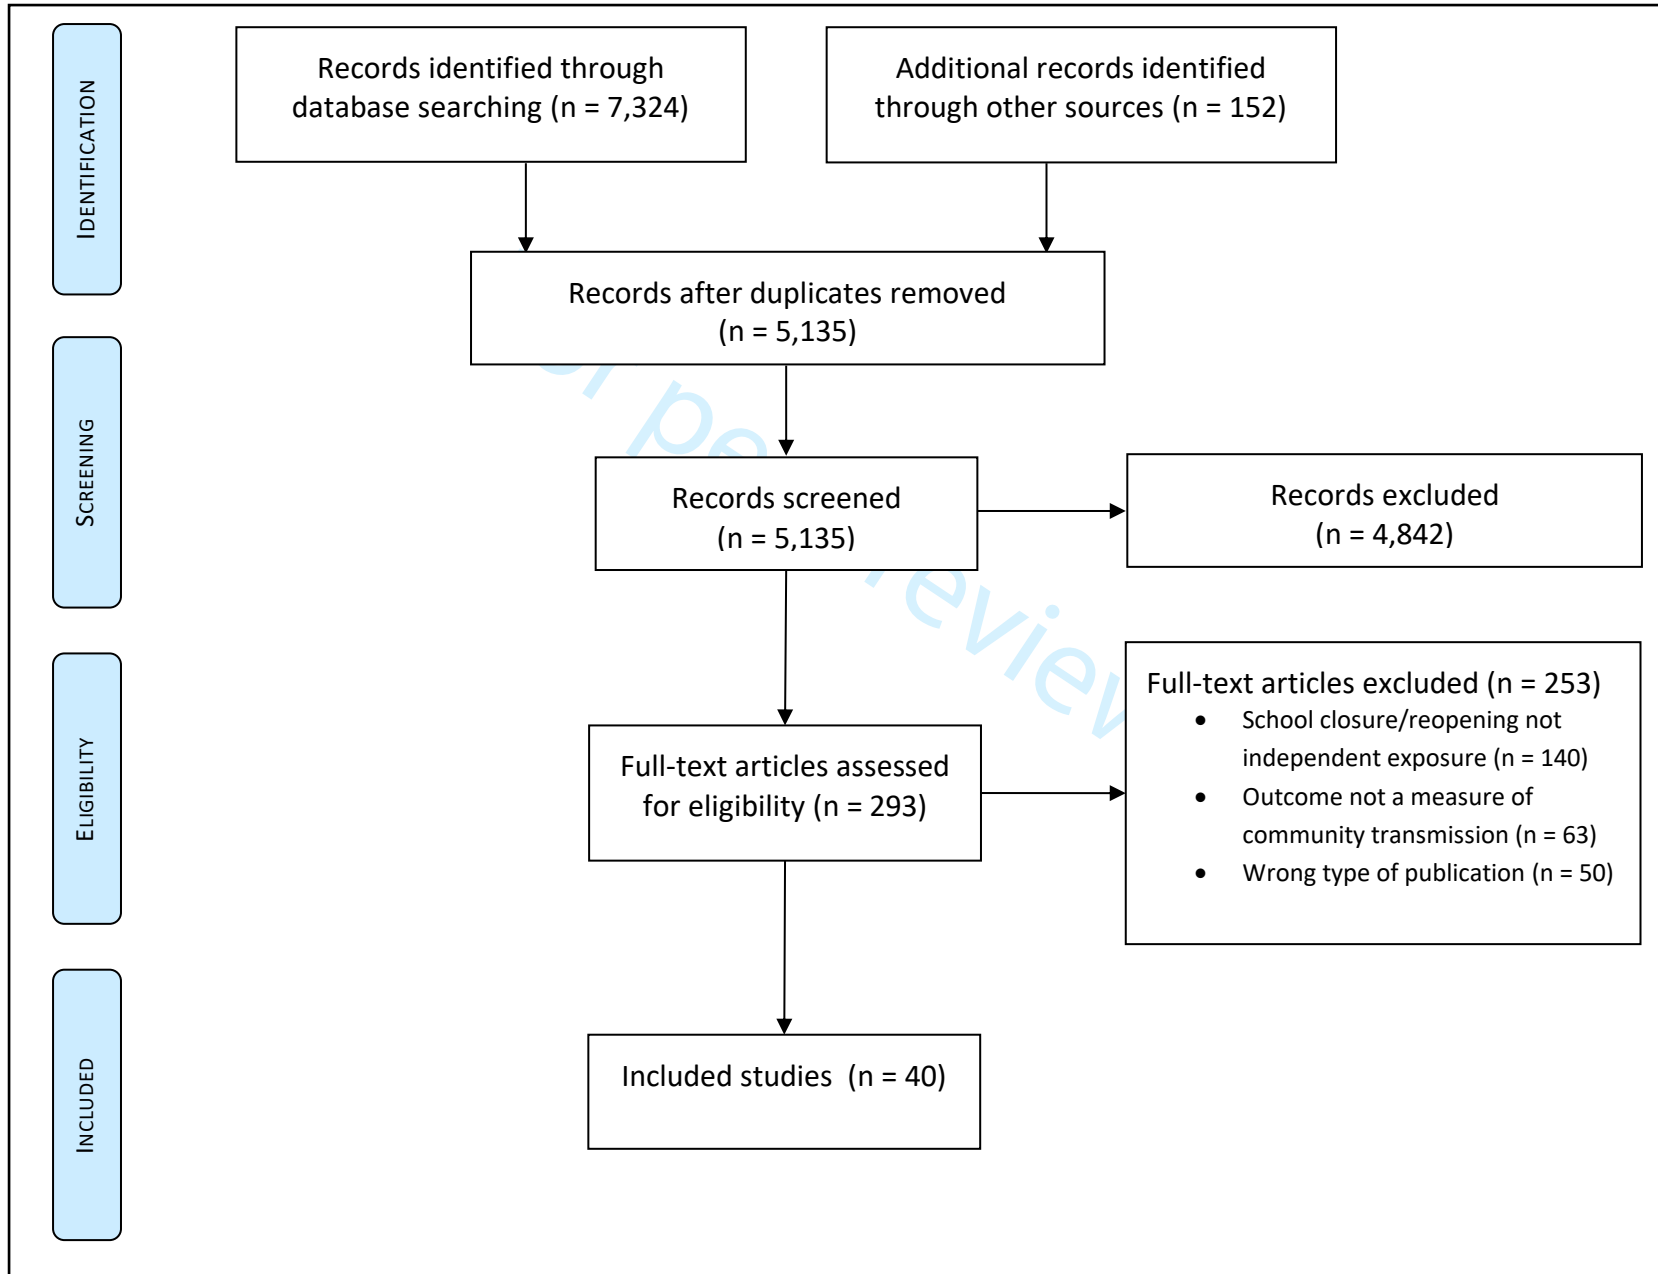 IDENTIFICATION
Records identified through
database searching (n = 7,324)
Additional records identified
through other sources (n = 152)
Records after duplicates removed
(n = 5,135)
SCREENING
Records screened
(n = 5,135)
Records excluded
(n = 4,842)
ELIGIBILITY
Full-text articles assessed
for eligibility (n = 293)
Full-text articles excluded (n = 253)
• School closure/reopening not
independent exposure (n = 140)
• Outcome not a measure of
community transmission (n = 63)
• Wrong type of publication (n = 50)
INCLUDED
Included studies (n = 40)
review